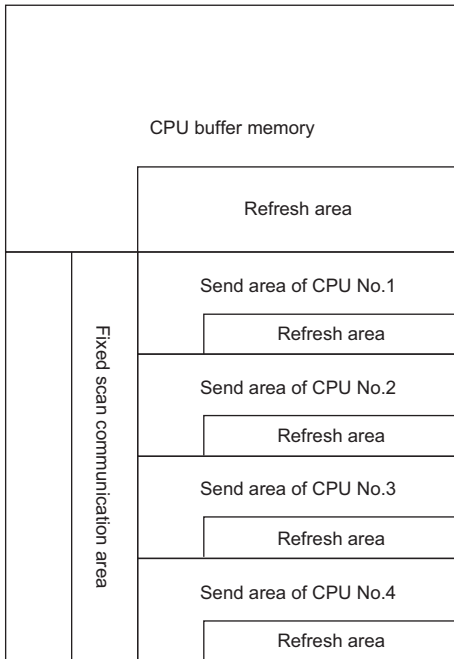 CPU buffer memory
Refresh area
Fixed scan communication area
Send area of CPU No.1
Refresh area
Send area of CPU No.2
Refresh area
Send area of CPU No.3
Refresh area
Send area of CPU No.4
Refresh area